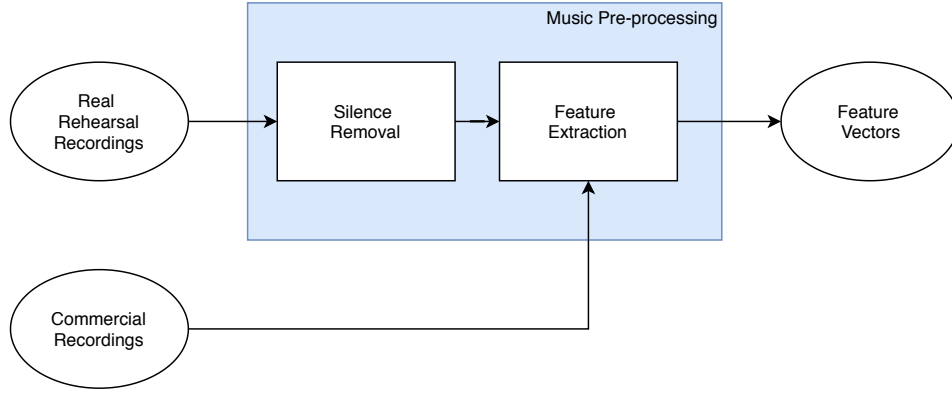 Music Pre-processing
Real
Rehearsal
Recordings
Silence
Removal
Feature
Extraction
Feature
Vectors
Commercial
Recordings